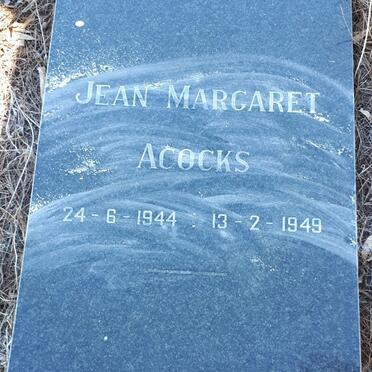 JEAN MARGARET
ACOCKS
24-6-1944 : 13-2-1949